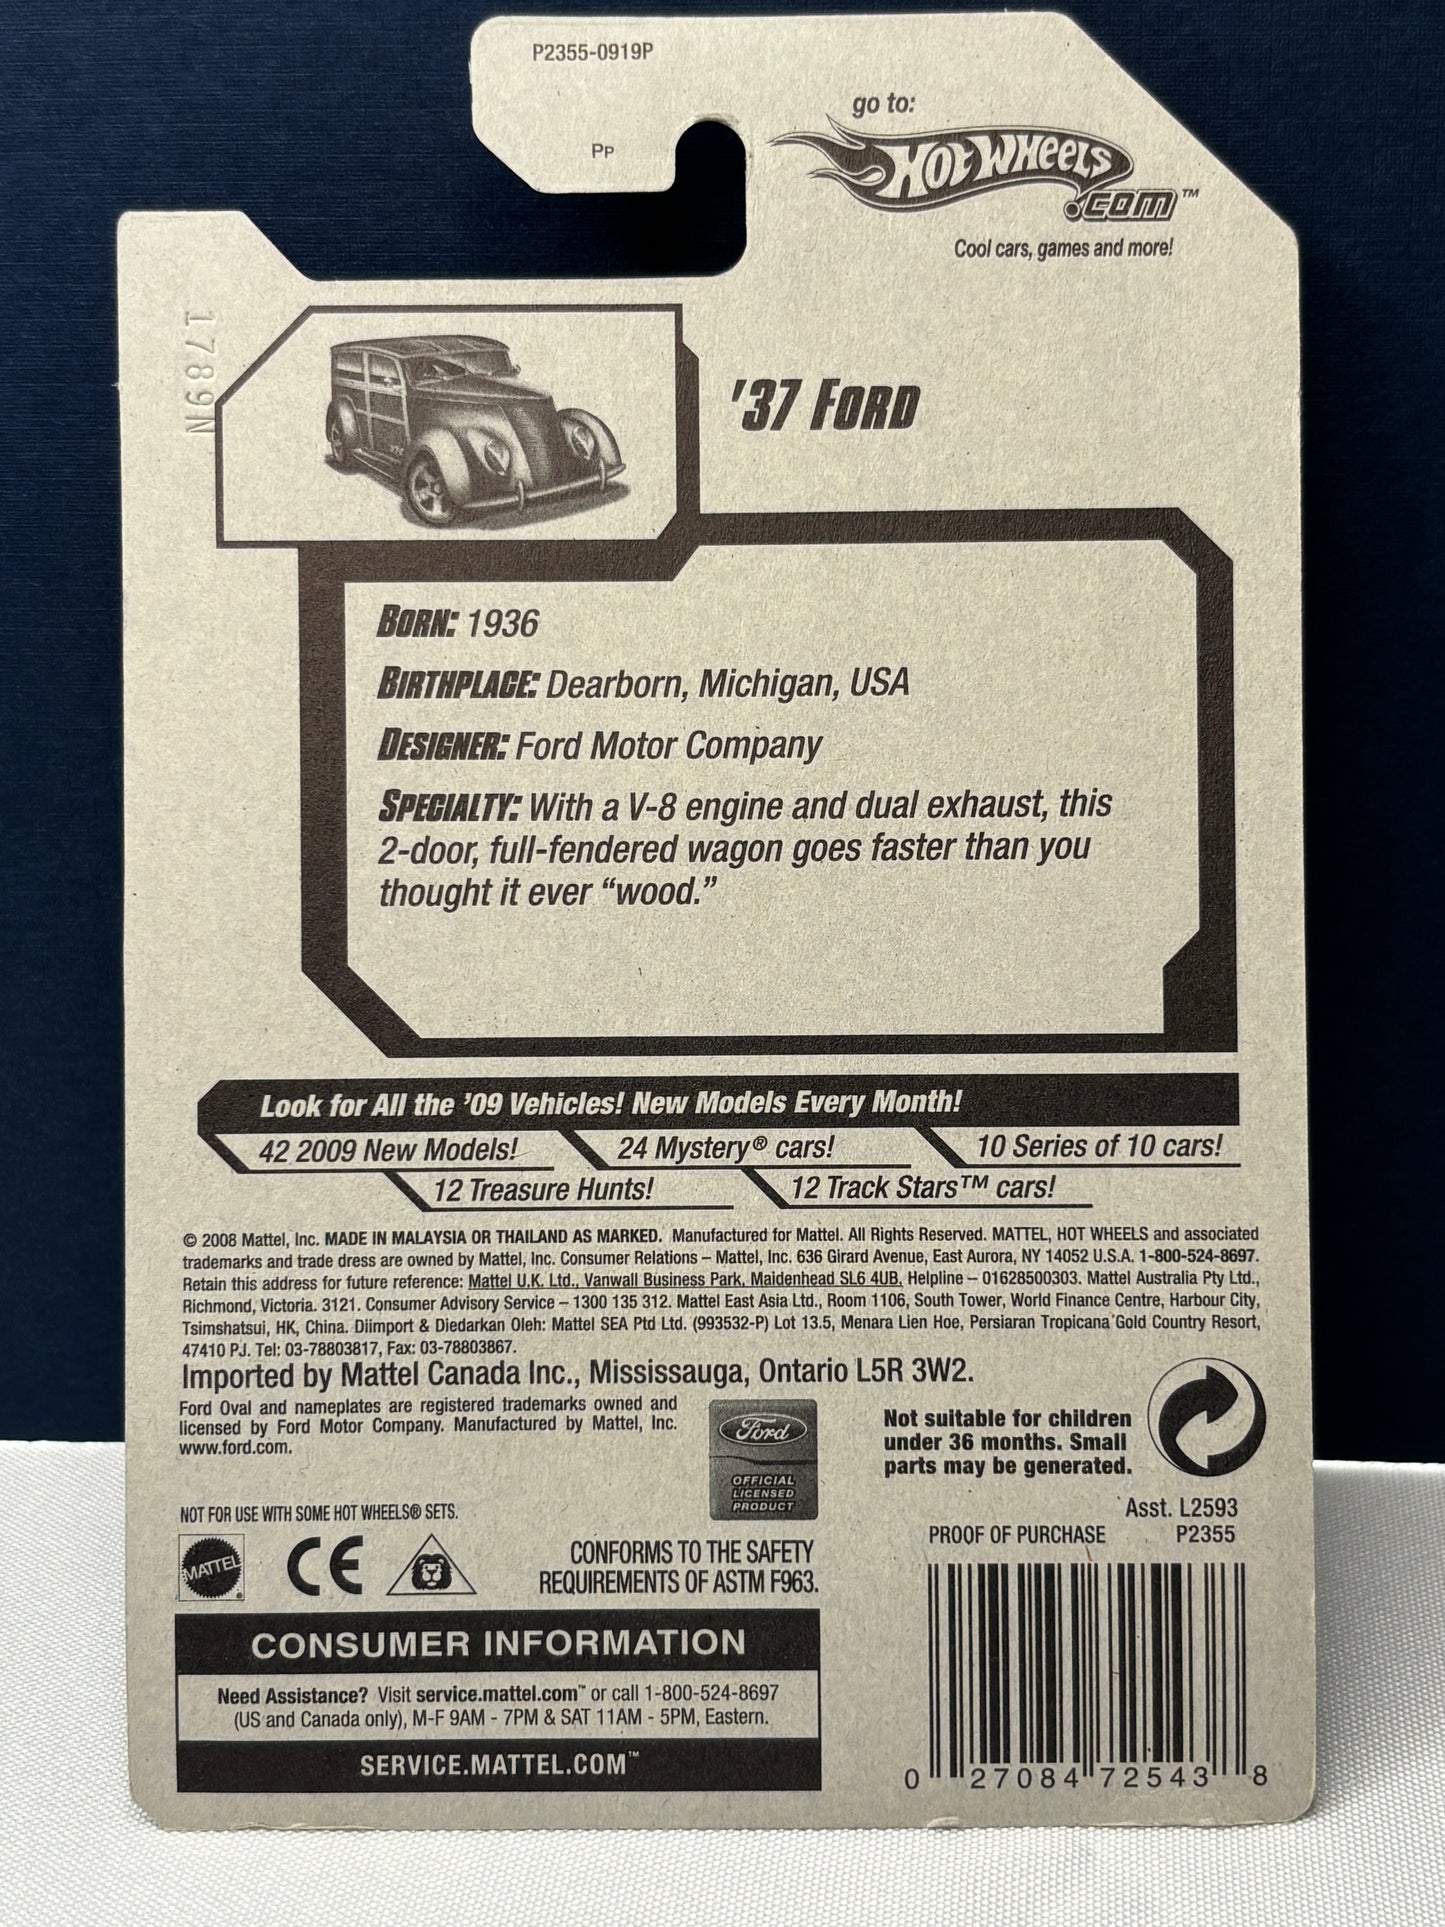 P2355-0919P
PP
go to:
HOT WHEELS
.COM™
Cool cars, games and more!
1789N
'37 FORD
BORN: 1936
BIRTHPLACE: Dearborn, Michigan, USA
DESIGNER: Ford Motor Company
SPECIALTY: With a V-8 engine and dual exhaust, this
2-door, full-fendered wagon goes faster than you
thought it ever “wood.”
Look for All the ’09 Vehicles! New Models Every Month!
42 2009 New Models!
24 Mystery® cars!
10 Series of 10 cars!
12 Treasure Hunts!
12 Track Stars™ cars!
© 2008 Mattel, Inc. MADE IN MALAYSIA OR THAILAND AS MARKED. Manufactured for Mattel. All Rights Reserved. MATTEL, HOT WHEELS and associated
trademarks and trade dress are owned by Mattel, Inc. Consumer Relations – Mattel, Inc. 636 Girard Avenue, East Aurora, NY 14052 U.S.A. 1-800-524-8697.
Retain this address for future reference: Mattel U.K. Ltd., Vanwall Business Park, Maidenhead SL6 4UB. Helpline – 01628500303. Mattel Australia Pty Ltd.,
Richmond, Victoria. 3121. Consumer Advisory Service – 1300 135 312. Mattel East Asia Ltd., Room 1106, South Tower, World Finance Centre, Harbour City,
Tsimshatsui, HK, China. Diimport & Diedarkan Oleh: Mattel SEA Ptd Ltd. (993532-P) Lot 13.5, Menara Lien Hoe, Persiaran Tropicana Gold Country Resort,
47410 PJ. Tel: 03-78803817, Fax: 03-78803867.
Imported by Mattel Canada Inc., Mississauga, Ontario L5R 3W2.
Ford Oval and nameplates are registered trademarks owned and
licensed by Ford Motor Company. Manufactured by Mattel, Inc.
www.ford.com.
Ford
OFFICIAL
LICENSED
PRODUCT
Not suitable for children
under 36 months. Small
parts may be generated.
NOT FOR USE WITH SOME HOT WHEELS® SETS.
Asst. L2593
PROOF OF PURCHASE P2355
MATTEL
®
CE
CONFORMS TO THE SAFETY
REQUIREMENTS OF ASTM F963.
CONSUMER INFORMATION
Need Assistance? Visit service.mattel.com™ or call 1-800-524-8697
(US and Canada only), M-F 9AM - 7PM & SAT 11AM - 5PM, Eastern.
SERVICE.MATTEL.COM™
0 27084 72543 8